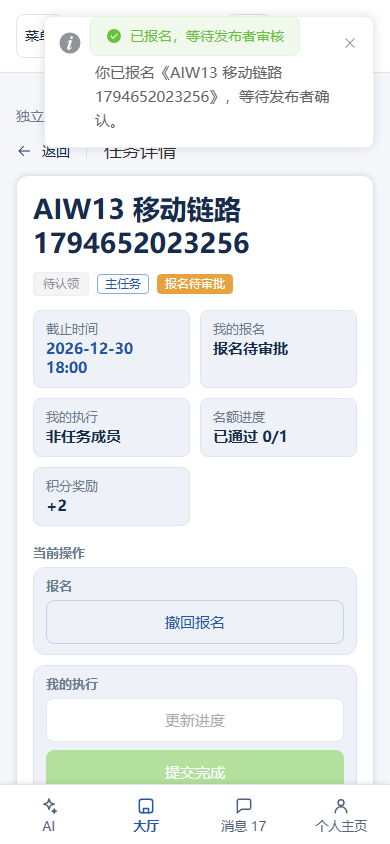 菜单
已报名，等待发布者审核
你已报名《AIW13 移动链路
1794652023256》，等待发布者确
认。
独立
返回
任务详情
AIW13 移动链路
1794652023256
待认领
主任务
报名待审批
截止时间
2026-12-30
18:00
我的报名
报名待审批
我的执行
非任务成员
名额进度
已通过 0/1
积分奖励
+2
当前操作
报名
撤回报名
我的执行
更新进度
提交完成
AI
大厅
消息 17
个人主页